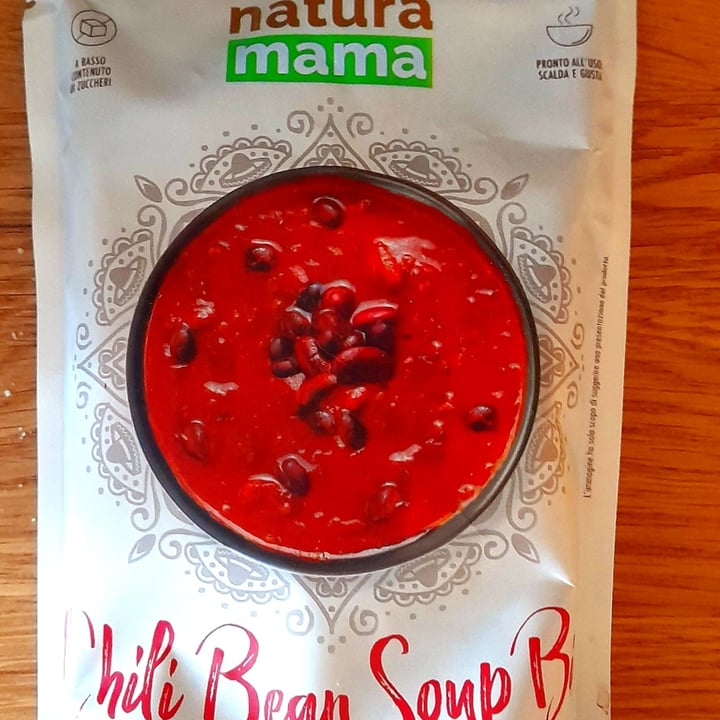 natura
mama
A BASSO
CONTENUTO
DI ZUCCHERI
PRONTO ALL'USO
SCALDA E GUSTA
L'immagine ha solo scopo di suggerire una presentazione del prodotto
Chili Bean Soup